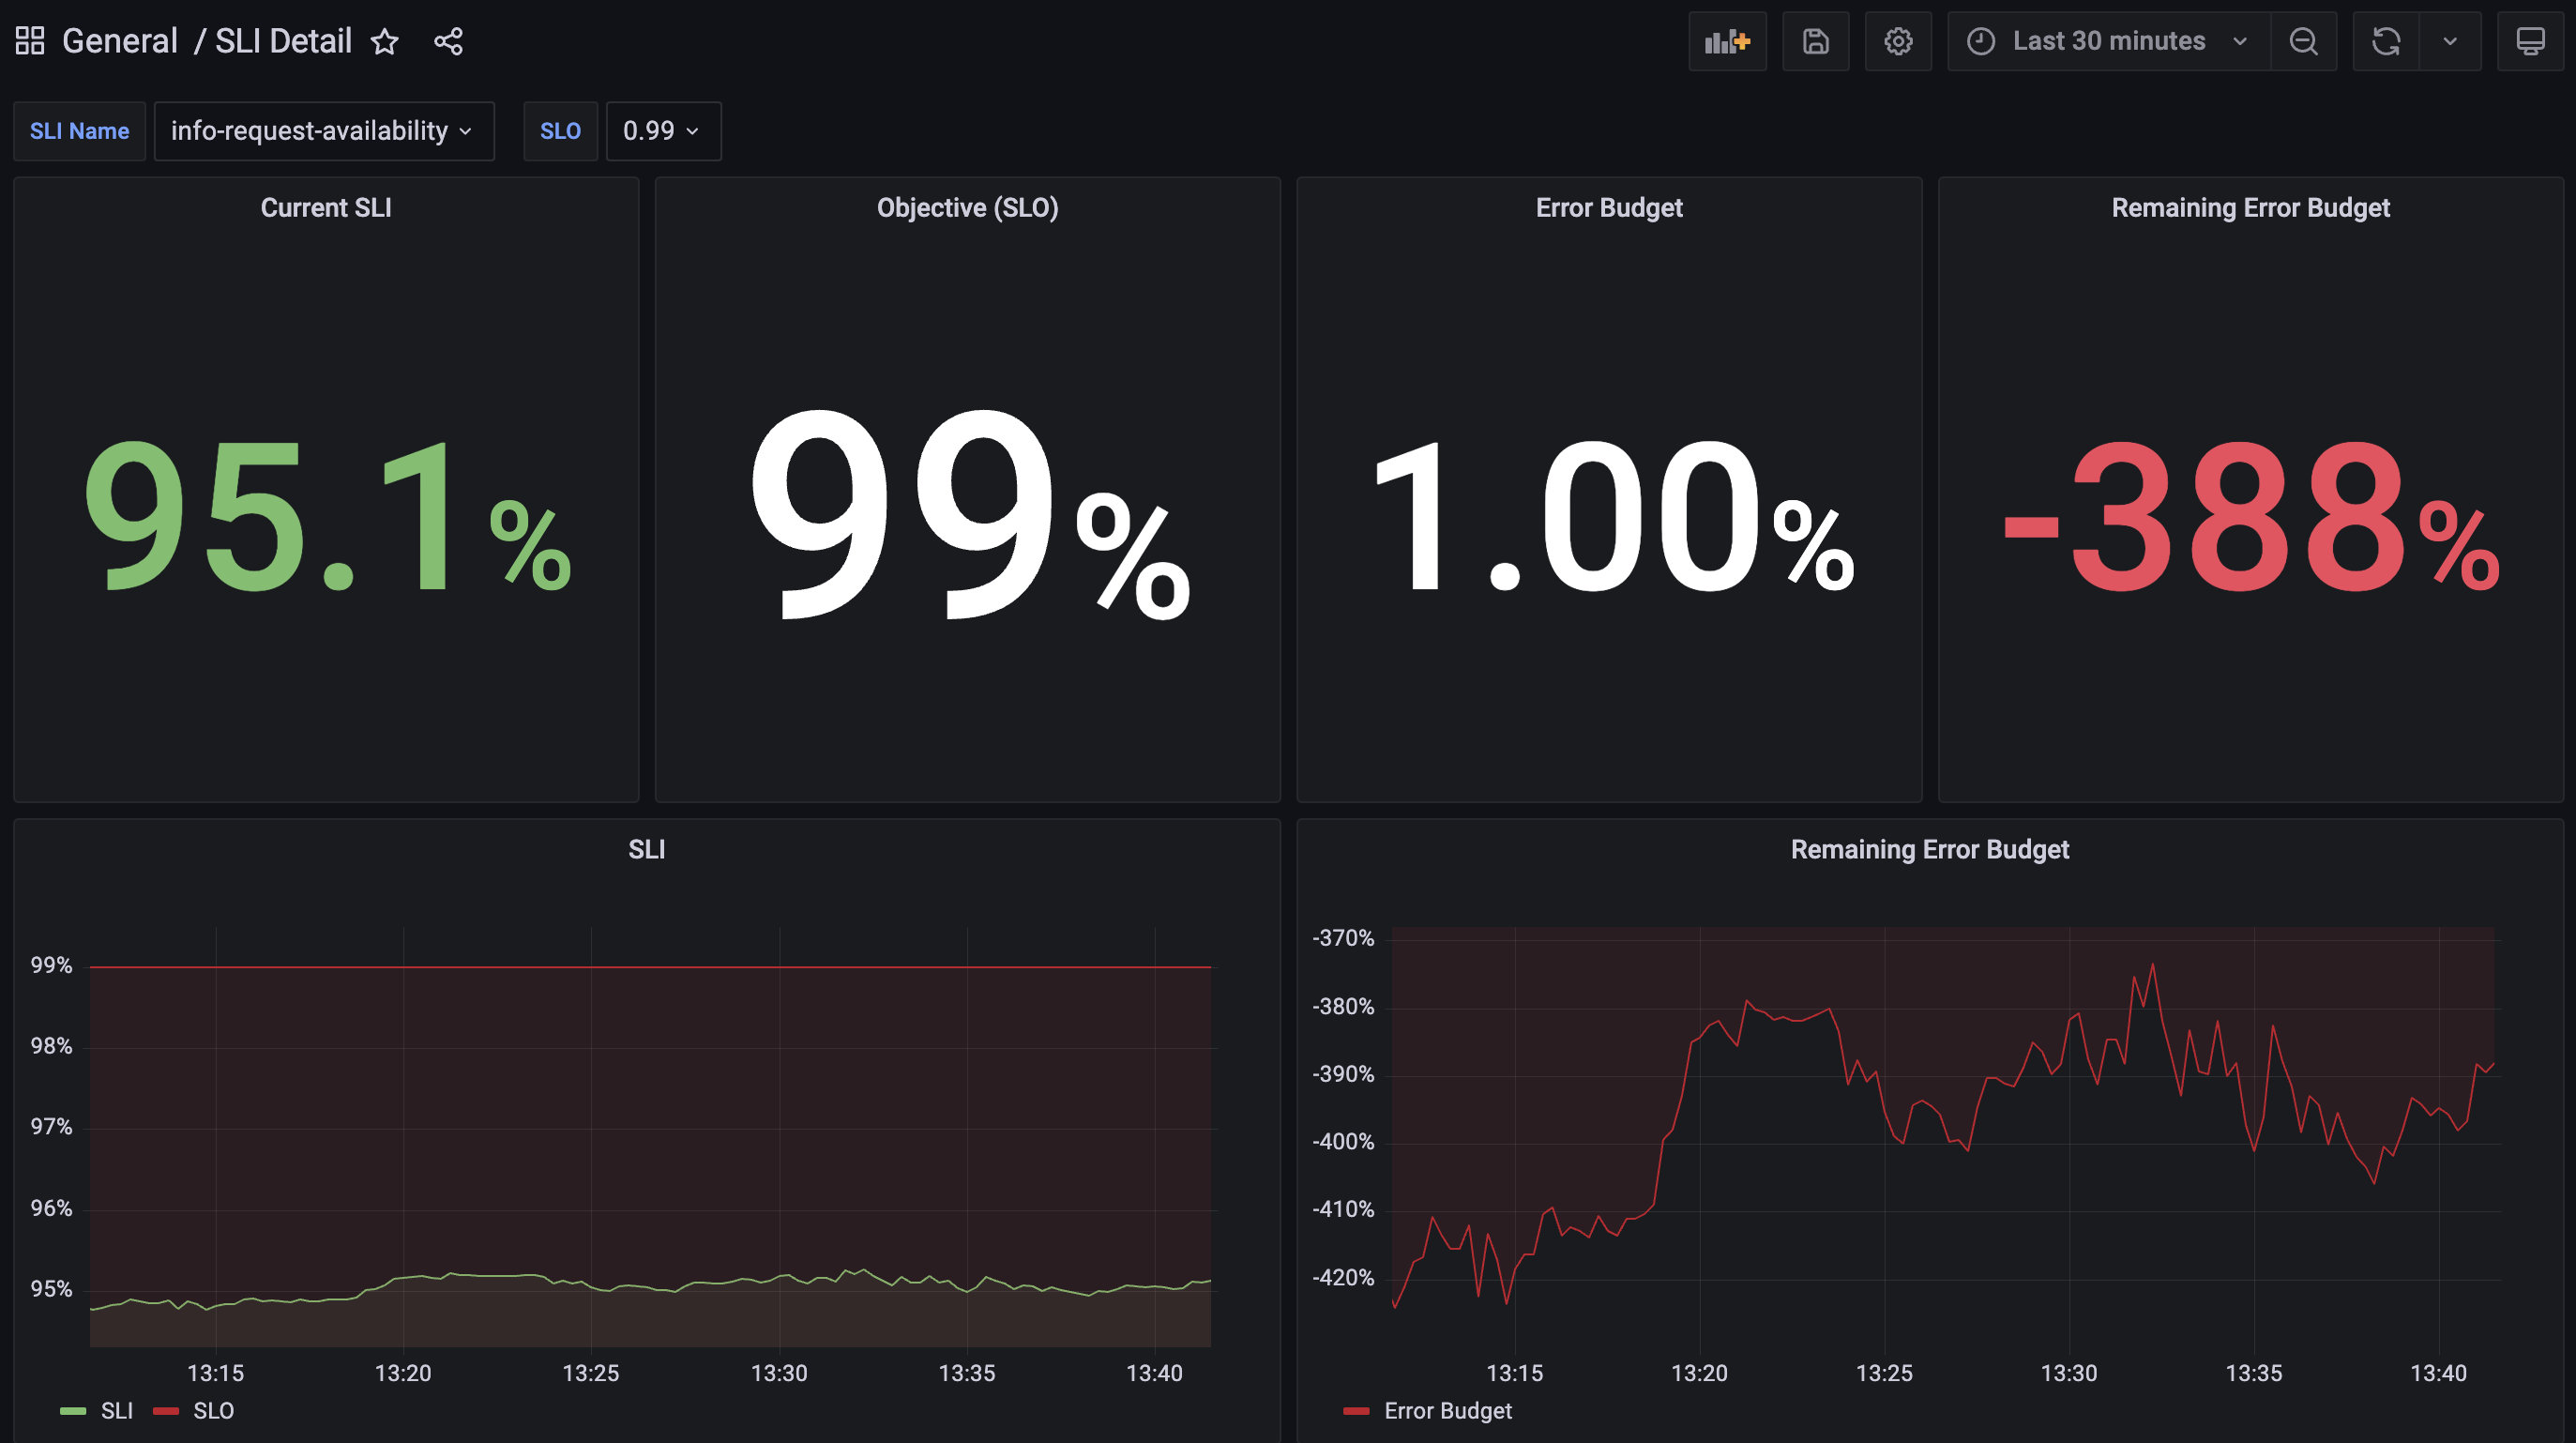 General / SLI Detail
Last 30 minutes
SLI Name info-request-availability SLO 0.99
Current SLI
95.1%
Objective (SLO)
99%
Error Budget
1.00%
Remaining Error Budget
-388%
SLI
99%
98%
97%
96%
95%
13:15 13:20 13:25 13:30 13:35 13:40
SLI SLO
Remaining Error Budget
-370%
-380%
-390%
-400%
-410%
-420%
13:15 13:20 13:25 13:30 13:35 13:40
Error Budget